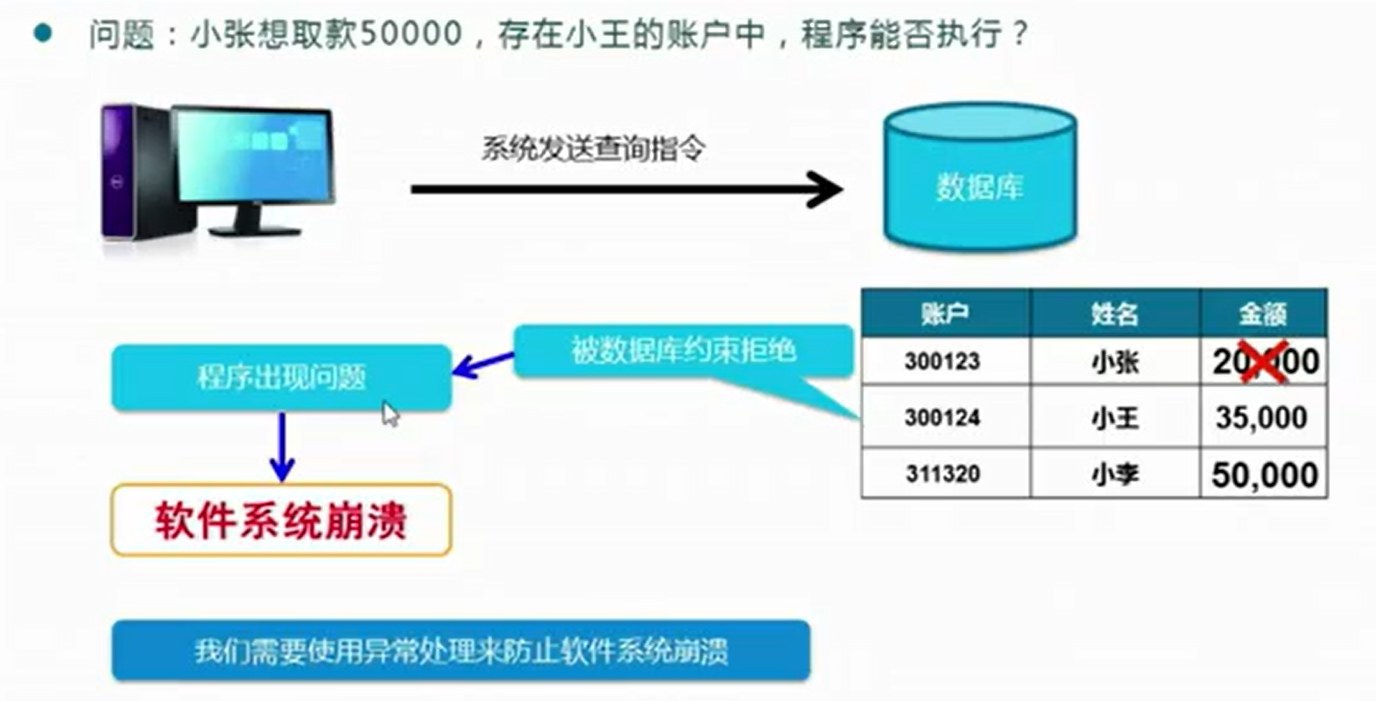 问题：小张想取款50000，存在小王的账户中，程序能否执行？
系统发送查询指令
数据库
账户 姓名 金额
300123 小张 20,000
300124 小王 35,000
311320 小李 50,000
被数据库约束拒绝
程序出现问题
软件系统崩溃
我们需要使用异常处理来防止软件系统崩溃